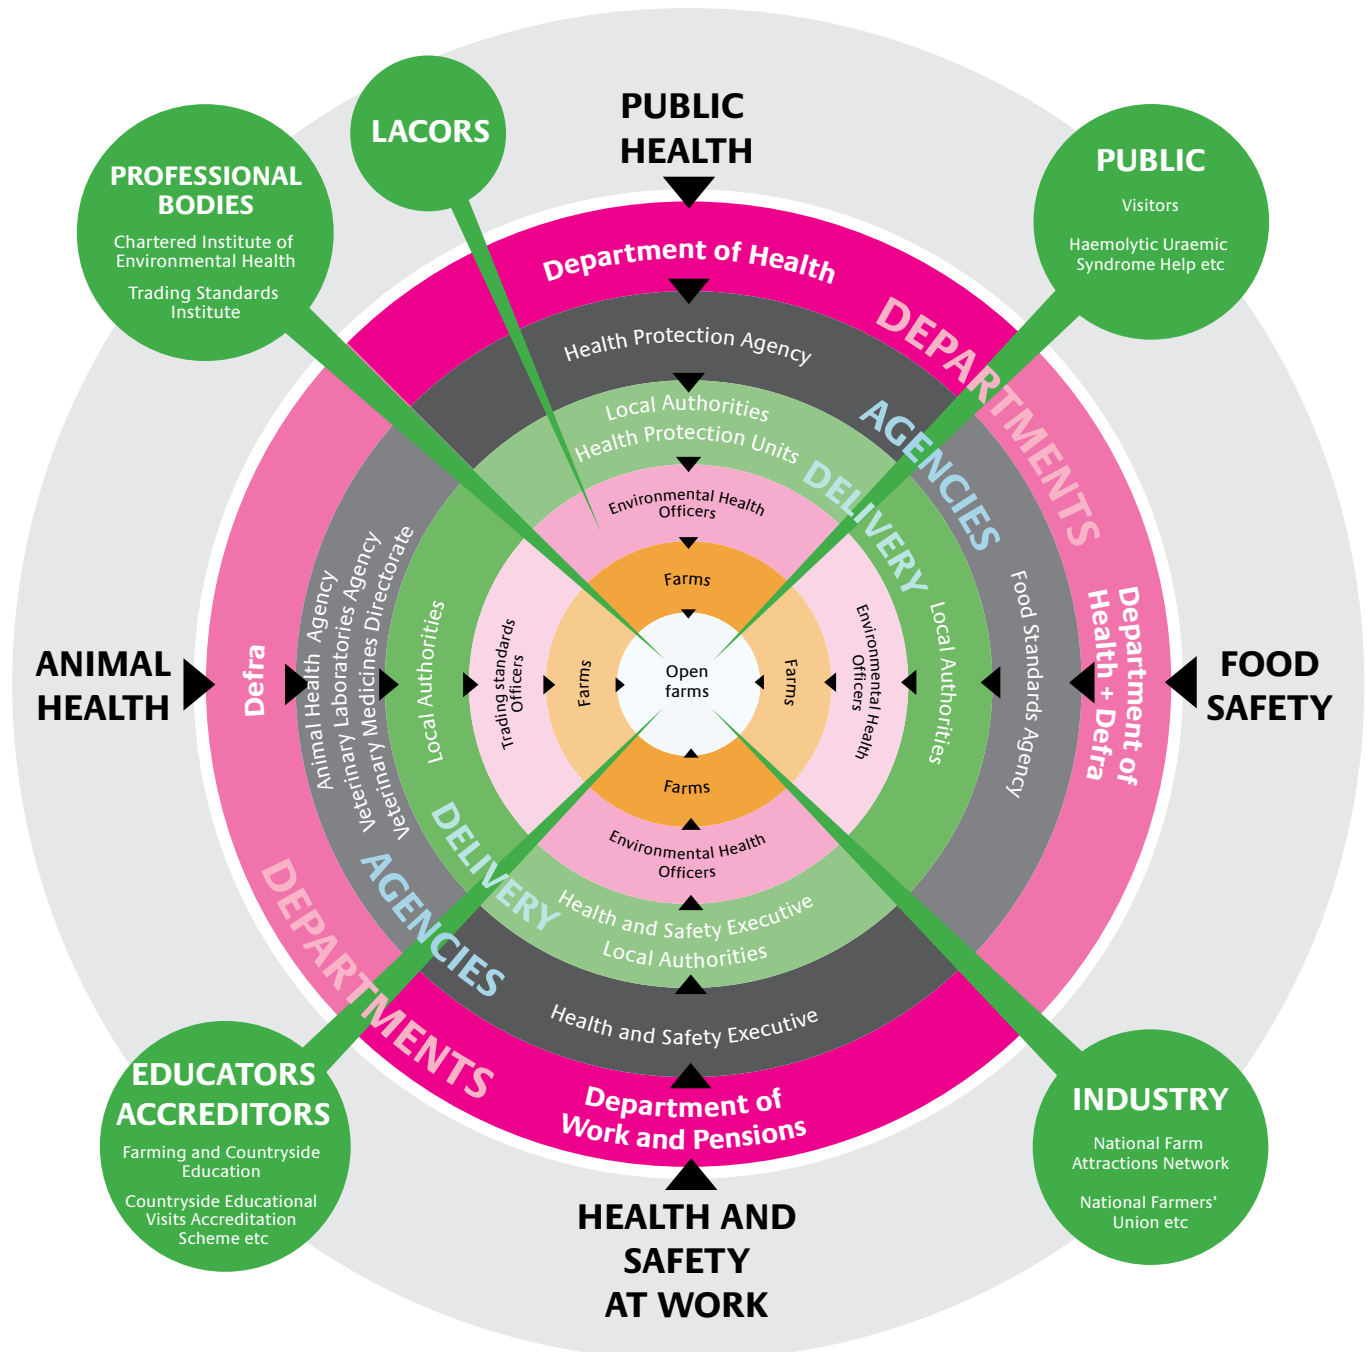 PUBLIC
HEALTH
LACORS
PROFESSIONAL
BODIES
Chartered Institute of
Environmental Health
Trading Standards
Institute
PUBLIC
Visitors
Haemolytic Uraemic
Syndrome Help etc
Department of Health
DEPARTMENTS
Health Protection Agency
AGENCIES
Local Authorities
Health Protection Units
DELIVERY
Environmental Health
Officers
Farms
ANIMAL
HEALTH
Defra
Animal Health Agency
Veterinary Laboratories Agency
Veterinary Medicines Directorate
Local Authorities
Trading standards
Officers
Farms
Open
farms
Farms
Environmental Health
Officers
Local Authorities
Food Standards Agency
Department of
Health + Defra
FOOD
SAFETY
Farms
Environmental Health
Officers
DELIVERY
Health and Safety Executive
Local Authorities
AGENCIES
Health and Safety Executive
DEPARTMENTS
Department of
Work and Pensions
EDUCATORS
ACCREDITORS
Farming and Countryside
Education
Countryside Educational
Visits Accreditation
Scheme etc
INDUSTRY
National Farm
Attractions Network
National Farmers'
Union etc
HEALTH AND
SAFETY
AT WORK